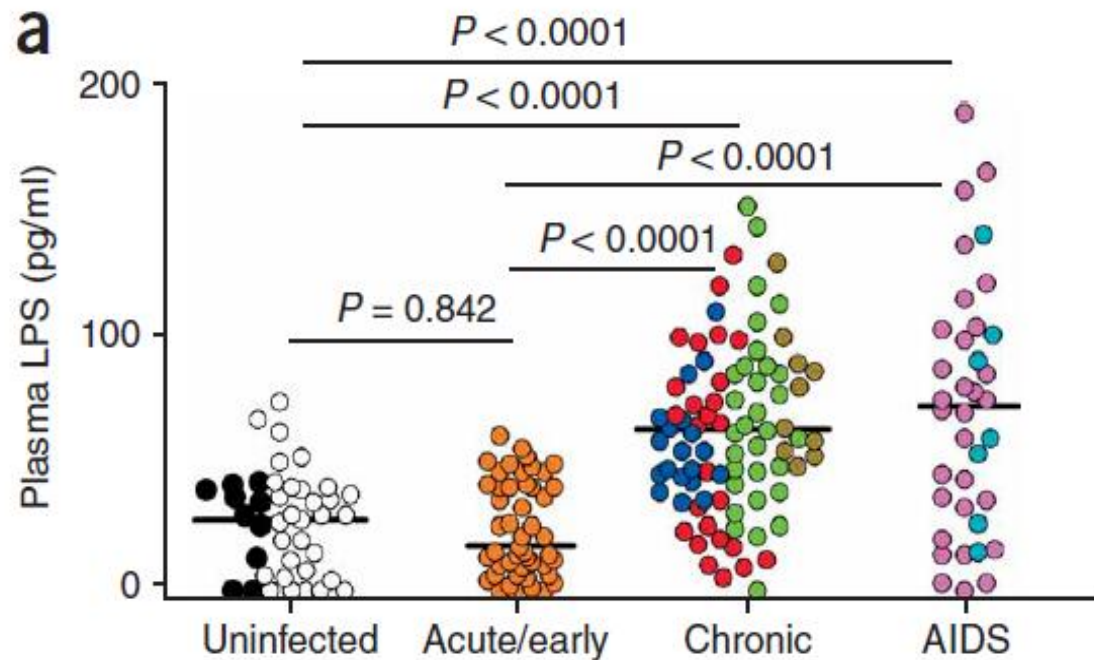 a
P < 0.0001
200
P < 0.0001
P < 0.0001
P < 0.0001
P = 0.842
100
0
Plasma LPS (pg/ml)
Uninfected Acute/early Chronic AIDS